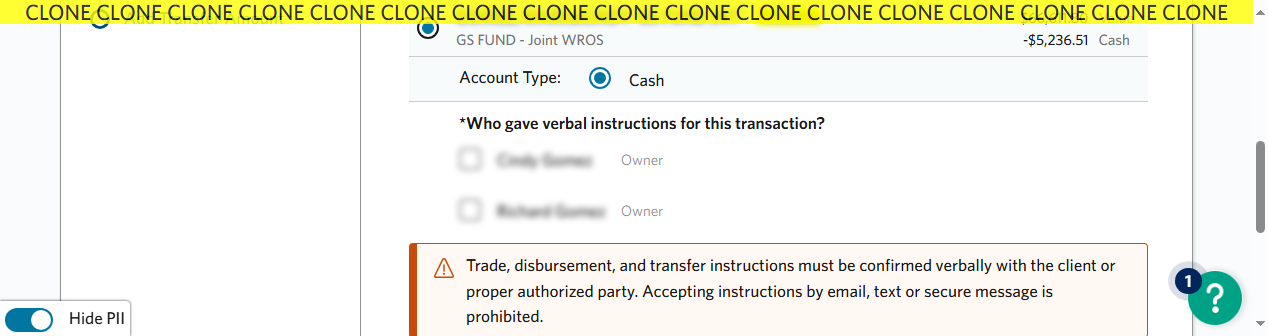 CLONE CLONE CLONE CLONE CLONE CLONE CLONE CLONE CLONE CLONE CLONE CLONE CLONE CLONE CLONE CLONE CLONE
GS FUND - Joint WROS
-$5,236.51 Cash
Account Type: Cash
*Who gave verbal instructions for this transaction?
Owner
Owner
Trade, disbursement, and transfer instructions must be confirmed verbally with the client or
proper authorized party. Accepting instructions by email, text or secure message is
prohibited.
1
?
Hide PII